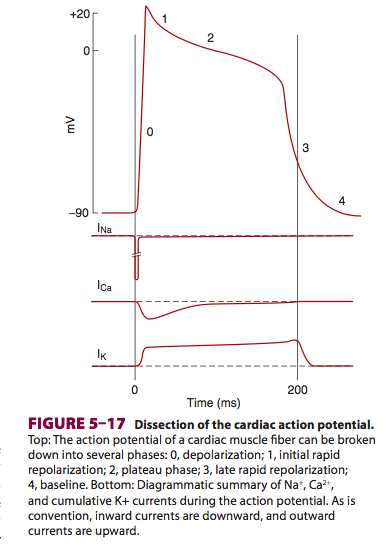 +20
1
2
0
mV
0
3
4
–90
INa
ICa
IK
0
200
Time (ms)
FIGURE 5–17 Dissection of the cardiac action potential.
Top: The action potential of a cardiac muscle fiber can be broken
down into several phases: 0, depolarization; 1, initial rapid
repolarization; 2, plateau phase; 3, late rapid repolarization;
4, baseline. Bottom: Diagrammatic summary of Na⁺, Ca²⁺,
and cumulative K+ currents during the action potential. As is
convention, inward currents are downward, and outward
currents are upward.